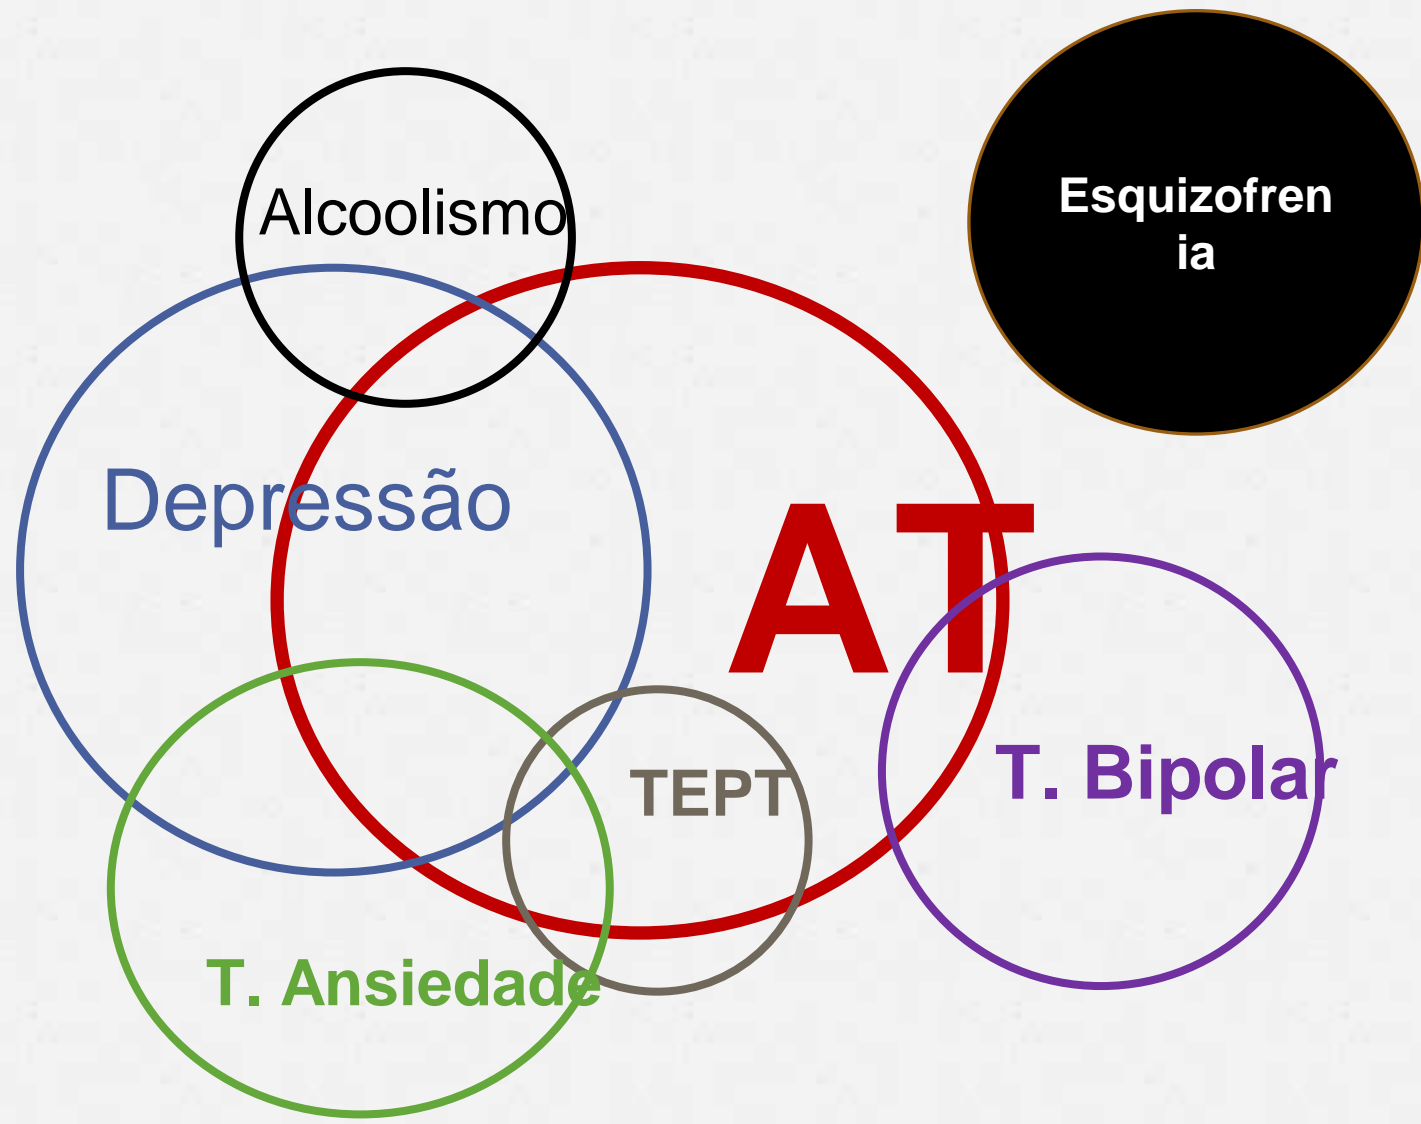 Alcoolismo
Esquizofren
ia
Depressão
AT
T. Bipolar
TEPT
T. Ansiedade